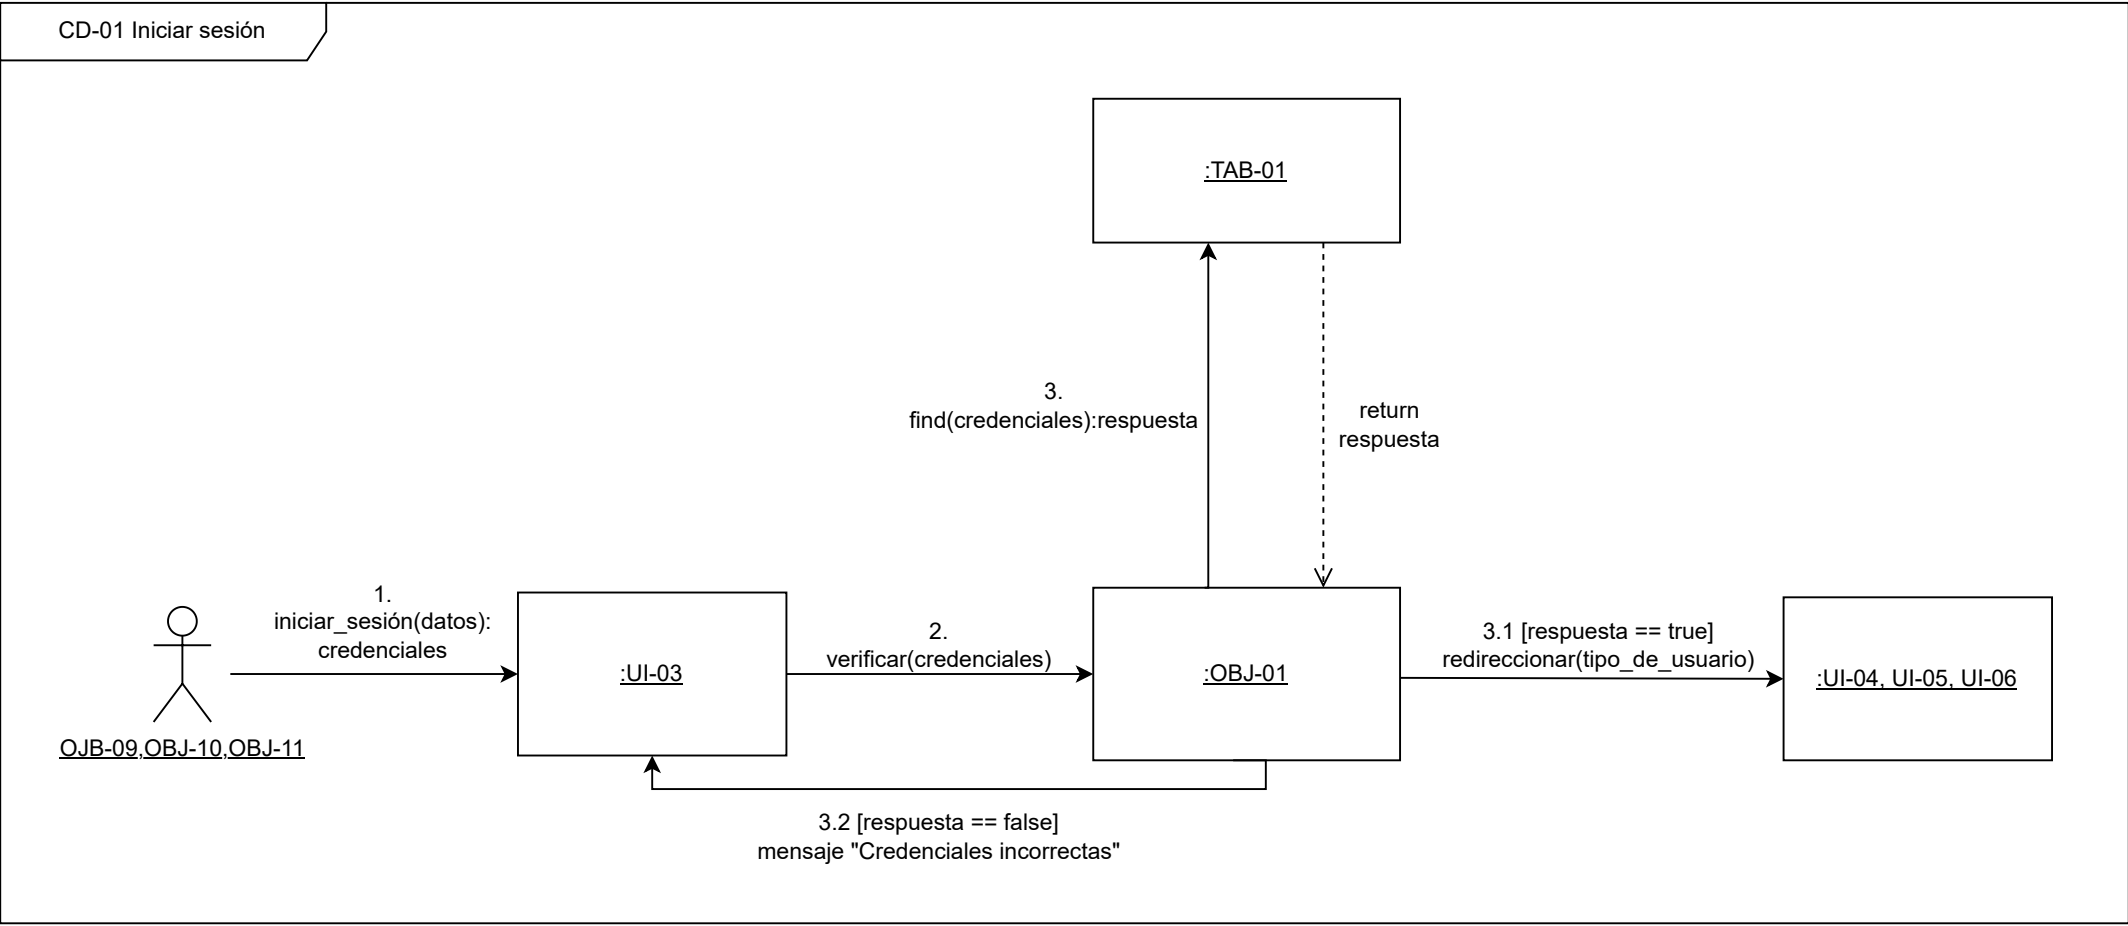 CD-01 Iniciar sesión
:TAB-01
3.
find(credenciales):respuesta
return
respuesta
1.
iniciar_sesión(datos):
credenciales
2.
verificar(credenciales)
3.1 [respuesta == true]
redireccionar(tipo_de_usuario)
:UI-03
:OBJ-01
:UI-04, UI-05, UI-06
OJB-09,OBJ-10,OBJ-11
3.2 [respuesta == false]
mensaje "Credenciales incorrectas"